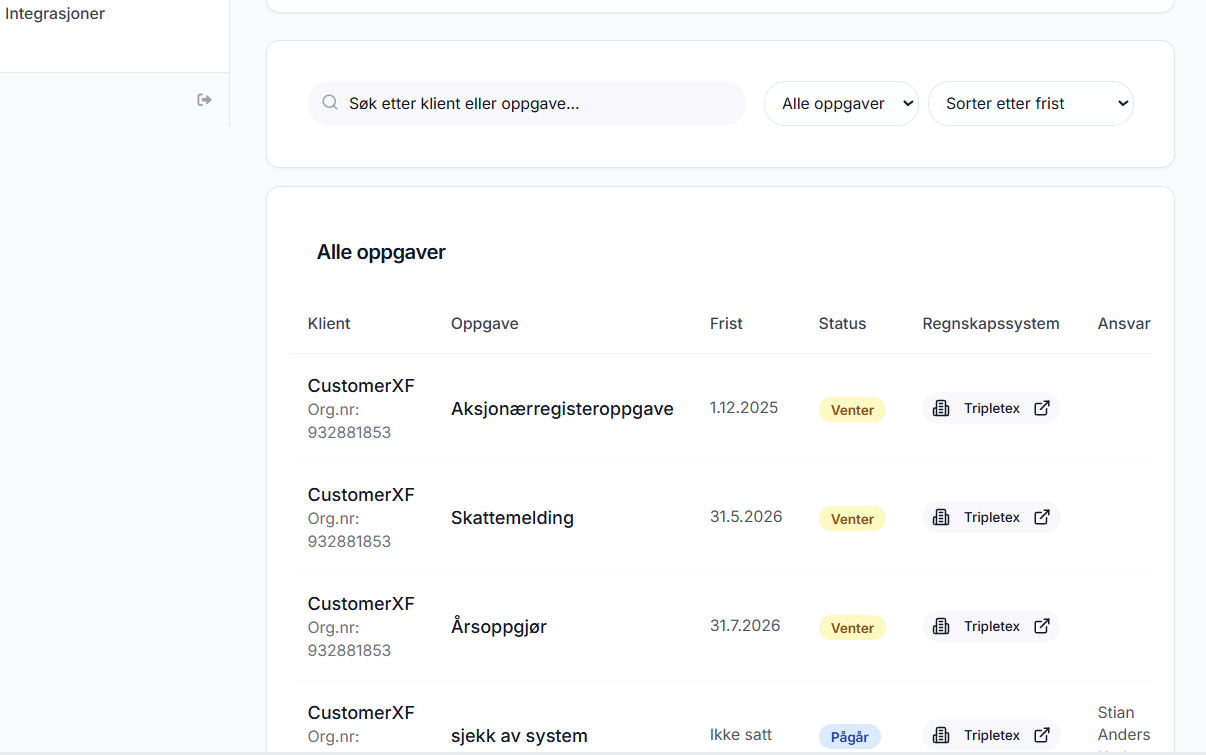 Integrasjoner
Søk etter klient eller oppgave...
Alle oppgaver
Sorter etter frist
Alle oppgaver
Klient Oppgave Frist Status Regnskapssystem Ansvar
CustomerXF
Org.nr:
932881853
Aksjonærregisteroppgave
1.12.2025
Venter
Tripletex
CustomerXF
Org.nr:
932881853
Skattemelding
31.5.2026
Venter
Tripletex
CustomerXF
Org.nr:
932881853
Årsoppgjør
31.7.2026
Venter
Tripletex
CustomerXF
Org.nr:
sjekk av system
Ikke satt
Pågår
Tripletex
Stian
Anders